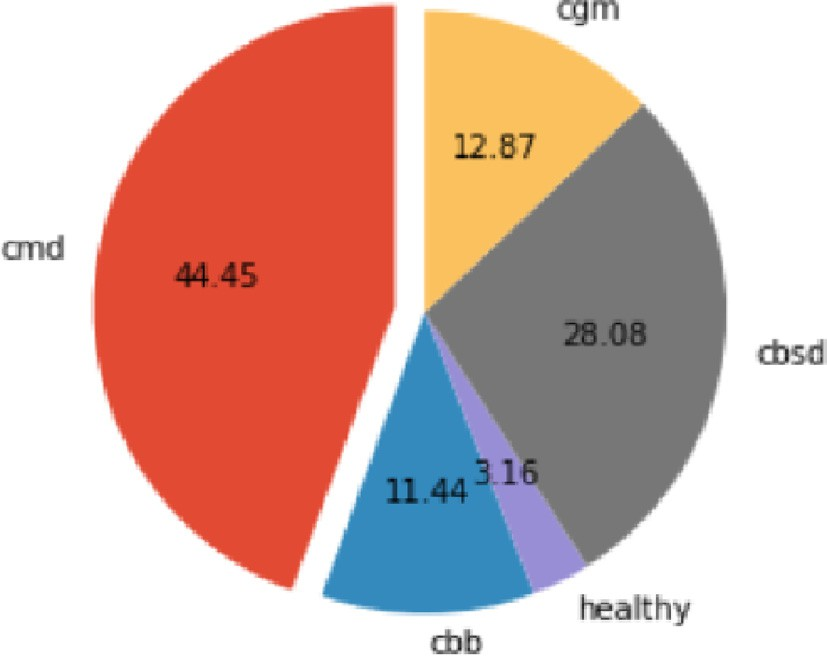 cgm
12.87
cmd
44.45
28.08
cbsd
3.16
11.44
healthy
cbb